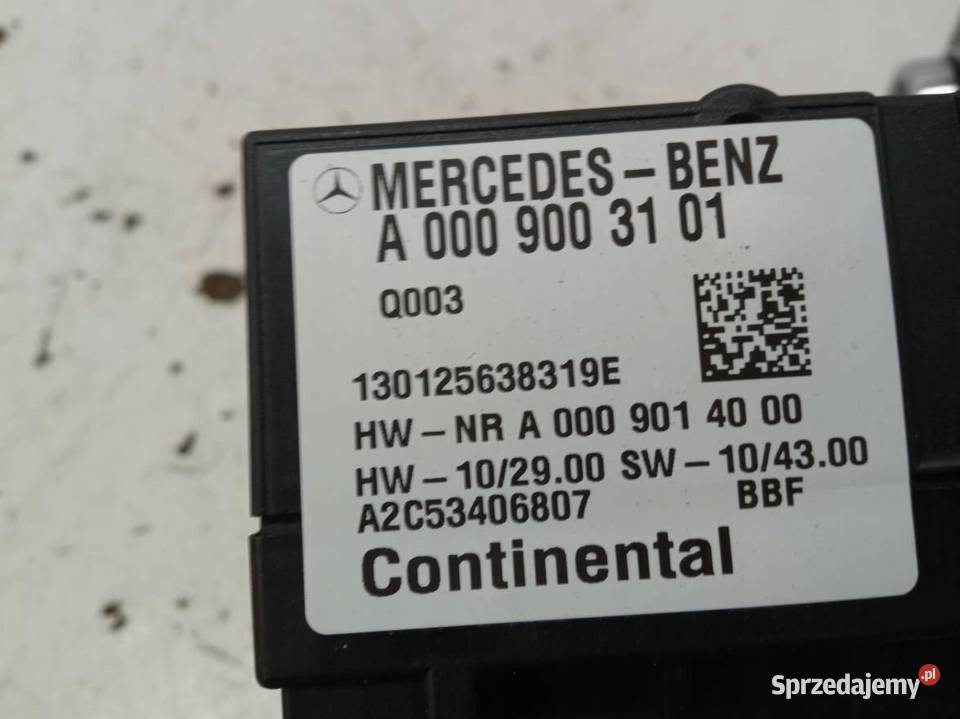 MERCEDES – BENZ
A 000 900 31 01
Q003
130125638319E
HW – NR A 000 901 40 00
HW – 10/29.00 SW – 10/43.00
A2C53406807 BBF
Continental
Sprzedajemy.pl